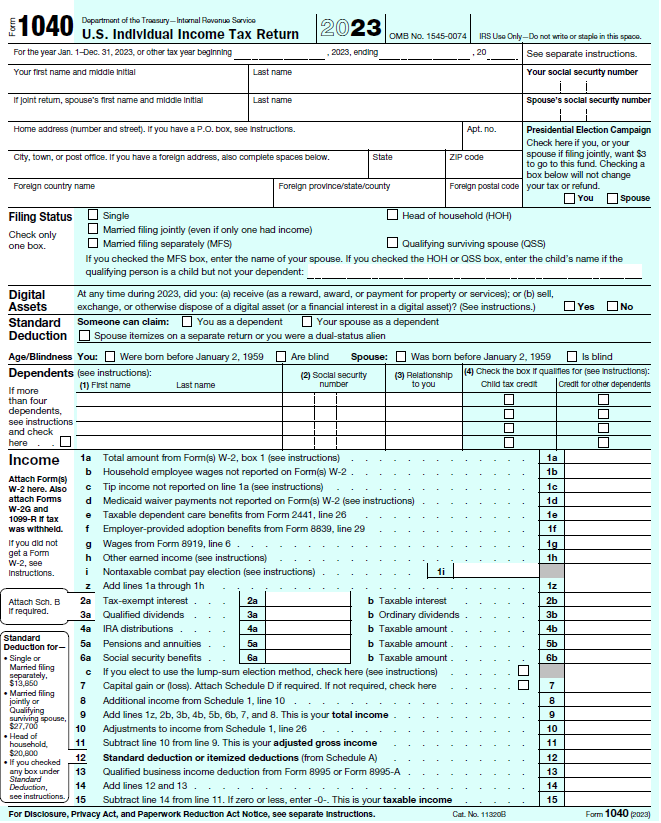 Form 1040 Department of the Treasury—Internal Revenue Service
U.S. Individual Income Tax Return 2023 OMB No. 1545-0074 IRS Use Only—Do not write or staple in this space.
For the year Jan. 1–Dec. 31, 2023, or other tax year beginning , 2023, ending , 20 See separate instructions.
Your first name and middle initial Last name Your social security number
If joint return, spouse's first name and middle initial Last name Spouse's social security number
Home address (number and street). If you have a P.O. box, see instructions. Apt. no.
City, town, or post office. If you have a foreign address, also complete spaces below. State ZIP code
Foreign country name Foreign province/state/county Foreign postal code
Presidential Election Campaign
Check here if you, or your
spouse if filing jointly, want $3
to go to this fund. Checking a
box below will not change
your tax or refund.
You Spouse
Filing Status
Check only
one box.
Single Head of household (HOH)
Married filing jointly (even if only one had income)
Married filing separately (MFS) Qualifying surviving spouse (QSS)
If you checked the MFS box, enter the name of your spouse. If you checked the HOH or QSS box, enter the child's name if the
qualifying person is a child but not your dependent:
Digital
Assets
At any time during 2023, did you: (a) receive (as a reward, award, or payment for property or services); or (b) sell,
exchange, or otherwise dispose of a digital asset (or a financial interest in a digital asset)? (See instructions.) Yes No
Standard
Deduction
Someone can claim: You as a dependent Your spouse as a dependent
Spouse itemizes on a separate return or you were a dual-status alien
Age/Blindness You: Were born before January 2, 1959 Are blind Spouse: Was born before January 2, 1959 Is blind
Dependents (see instructions):
If more
than four
dependents,
see instructions
and check
here . .
(1) First name Last name
(2) Social security
number
(3) Relationship
to you
(4) Check the box if qualifies for (see instructions):
Child tax credit Credit for other dependents
Income
Attach Form(s)
W-2 here. Also
attach Forms
W-2G and
1099-R if tax
was withheld.
If you did not
get a Form
W-2, see
instructions.
1a Total amount from Form(s) W-2, box 1 (see instructions) 1a
b Household employee wages not reported on Form(s) W-2 1b
c Tip income not reported on line 1a (see instructions) 1c
d Medicaid waiver payments not reported on Form(s) W-2 (see instructions) 1d
e Taxable dependent care benefits from Form 2441, line 26 1e
f Employer-provided adoption benefits from Form 8839, line 29 1f
g Wages from Form 8919, line 6 1g
h Other earned income (see instructions) 1h
i Nontaxable combat pay election (see instructions) 1i
z Add lines 1a through 1h 1z
Attach Sch. B
if required.
2a Tax-exempt interest 2a b Taxable interest 2b
3a Qualified dividends 3a b Ordinary dividends 3b
4a IRA distributions 4a b Taxable amount 4b
5a Pensions and annuities 5a b Taxable amount 5b
6a Social security benefits 6a b Taxable amount 6b
c If you elect to use the lump-sum election method, check here (see instructions)
7 Capital gain or (loss). Attach Schedule D if required. If not required, check here 7
8 Additional income from Schedule 1, line 10 8
9 Add lines 1z, 2b, 3b, 4b, 5b, 6b, 7, and 8. This is your total income 9
10 Adjustments to income from Schedule 1, line 26 10
11 Subtract line 10 from line 9. This is your adjusted gross income 11
12 Standard deduction or itemized deductions (from Schedule A) 12
13 Qualified business income deduction from Form 8995 or Form 8995-A 13
14 Add lines 12 and 13 14
15 Subtract line 14 from line 11. If zero or less, enter -0-. This is your taxable income 15
Standard
Deduction for—
• Single or
Married filing
separately,
$13,850
• Married filing
jointly or
Qualifying
surviving spouse,
$27,700
• Head of
household,
$20,800
• If you checked
any box under
Standard
Deduction,
see instructions.
For Disclosure, Privacy Act, and Paperwork Reduction Act Notice, see separate instructions. Cat. No. 11320B Form 1040 (2023)